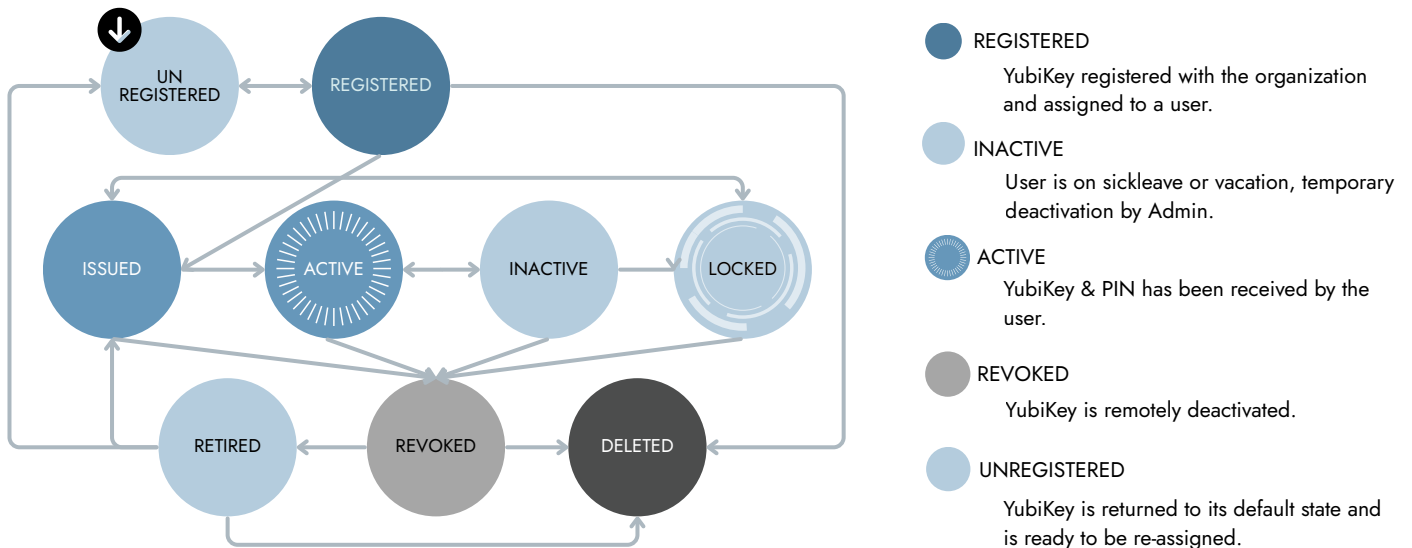 UN
REGISTERED
REGISTERED
ISSUED
ACTIVE
INACTIVE
LOCKED
RETIRED
REVOKED
DELETED
REGISTERED
YubiKey registered with the organization
and assigned to a user.
INACTIVE
User is on sickleave or vacation, temporary
deactivation by Admin.
ACTIVE
YubiKey & PIN has been received by the
user.
REVOKED
YubiKey is remotely deactivated.
UNREGISTERED
YubiKey is returned to its default state and
is ready to be re-assigned.